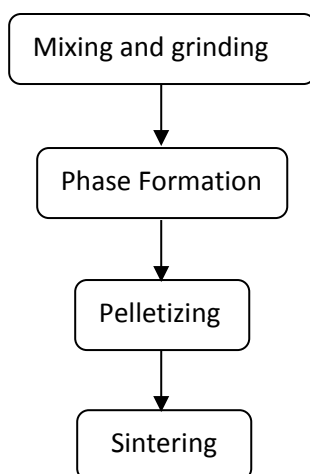 Mixing and grinding
Phase Formation
Pelletizing
Sintering